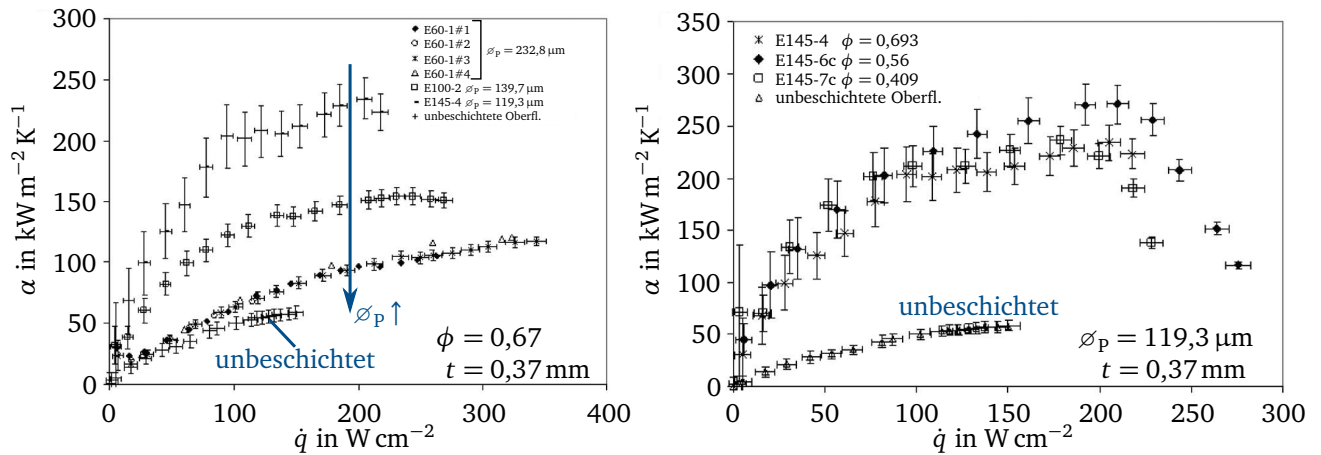 300
250
200
150
100
50
0
α in kW m⁻² K⁻¹
E60-1#1
E60-1#2
E60-1#3
E60-1#4
⌀P = 232,8 µm
E100-2 ⌀P = 139,7µm
E145-4 ⌀P = 119,3µm
unbeschichtete Oberfl.
⌀P ↑
unbeschichtet
ϕ = 0,67
t = 0,37 mm
0 100 200 300 400
q̇ in W cm⁻²
350
300
250
200
150
100
50
0
α in kW m⁻² K⁻¹
E145-4 ϕ = 0,693
E145-6c ϕ = 0,56
E145-7c ϕ = 0,409
unbeschichtete Oberfl.
unbeschichtet
⌀P = 119,3 µm
t = 0,37 mm
0 50 100 150 200 250 300
q̇ in W cm⁻²